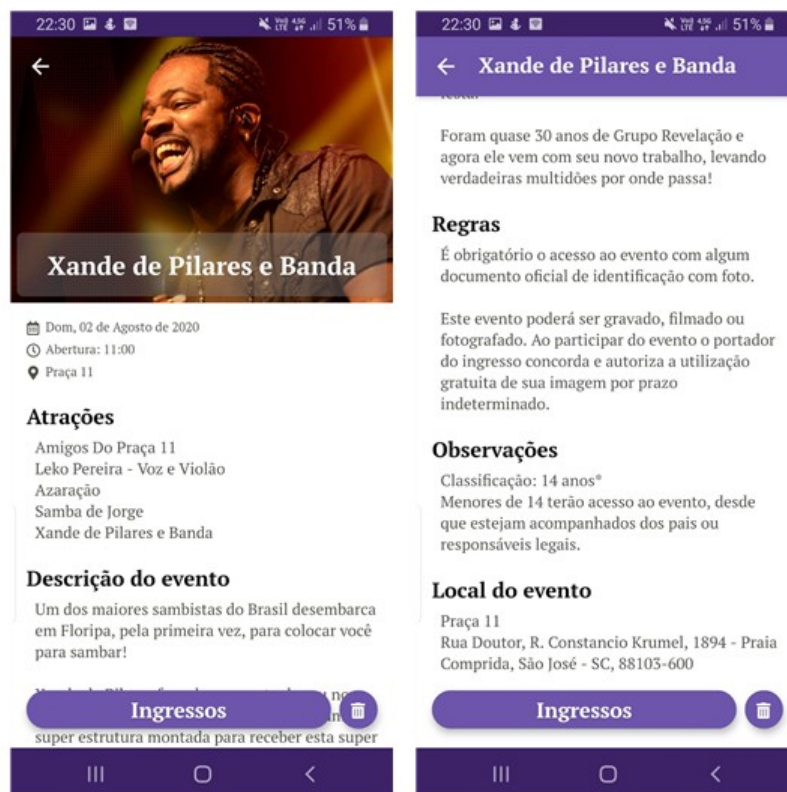 22:30
51%
Xande de Pilares e Banda
Dom, 02 de Agosto de 2020
Abertura: 11:00
Praça 11
Atrações
Amigos Do Praça 11
Leko Pereira - Voz e Violão
Azaração
Samba de Jorge
Xande de Pilares e Banda
Descrição do evento
Um dos maiores sambistas do Brasil desembarca
em Floripa, pela primeira vez, para colocar você
para sambar!
Ingressos
super estrutura montada para receber esta super
22:30
51%
Xande de Pilares e Banda
Foram quase 30 anos de Grupo Revelação e
agora ele vem com seu novo trabalho, levando
verdadeiras multidões por onde passa!
Regras
É obrigatório o acesso ao evento com algum
documento oficial de identificação com foto.
Este evento poderá ser gravado, filmado ou
fotografado. Ao participar do evento o portador
do ingresso concorda e autoriza a utilização
gratuita de sua imagem por prazo
indeterminado.
Observações
Classificação: 14 anos*
Menores de 14 terão acesso ao evento, desde
que estejam acompanhados dos pais ou
responsáveis legais.
Local do evento
Praça 11
Rua Doutor, R. Constancio Krumel, 1894 - Praia
Comprida, São José - SC, 88103-600
Ingressos